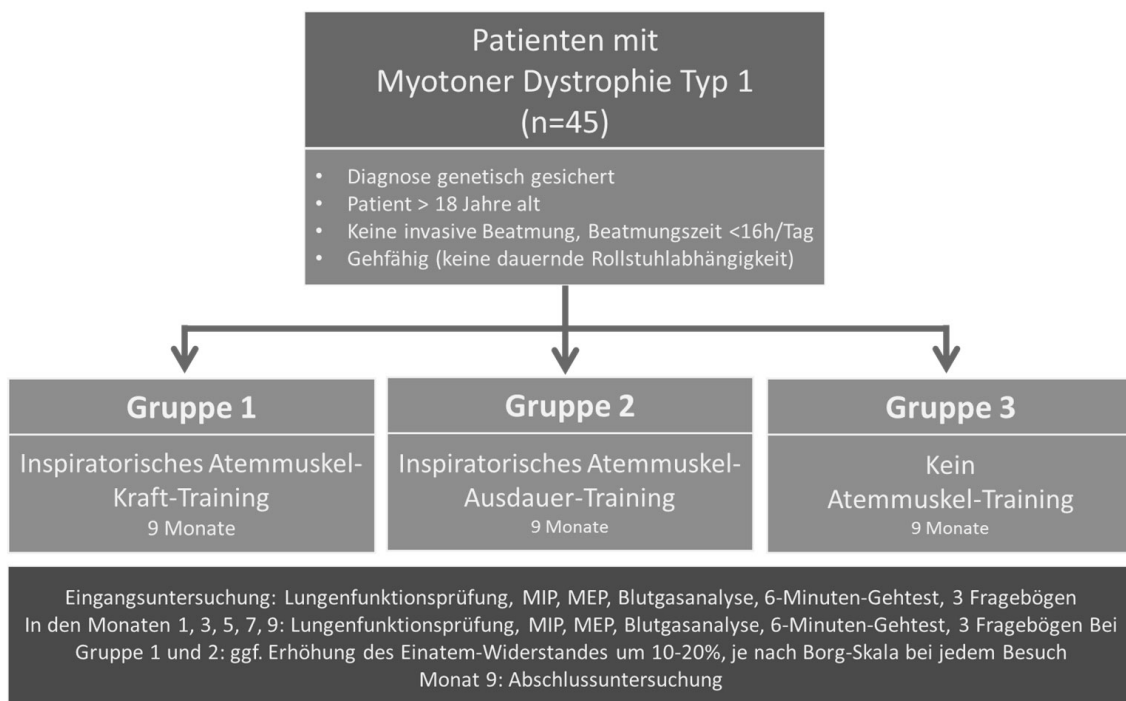 Patienten mit
Myotoner Dystrophie Typ 1
(n=45)
• Diagnose genetisch gesichert
• Patient > 18 Jahre alt
• Keine invasive Beatmung, Beatmungszeit <16h/Tag
• Gehfähig (keine dauernde Rollstuhlabhängigkeit)
Gruppe 1
Inspiratorisches Atemmuskel-
Kraft-Training
9 Monate
Gruppe 2
Inspiratorisches Atemmuskel-
Ausdauer-Training
9 Monate
Gruppe 3
Kein
Atemmuskel-Training
9 Monate
Eingangsuntersuchung: Lungenfunktionsprüfung, MIP, MEP, Blutgasanalyse, 6-Minuten-Gehtest, 3 Fragebögen
In den Monaten 1, 3, 5, 7, 9: Lungenfunktionsprüfung, MIP, MEP, Blutgasanalyse, 6-Minuten-Gehtest, 3 Fragebögen Bei
Gruppe 1 und 2: ggf. Erhöhung des Einatem-Widerstandes um 10-20%, je nach Borg-Skala bei jedem Besuch
Monat 9: Abschlussuntersuchung